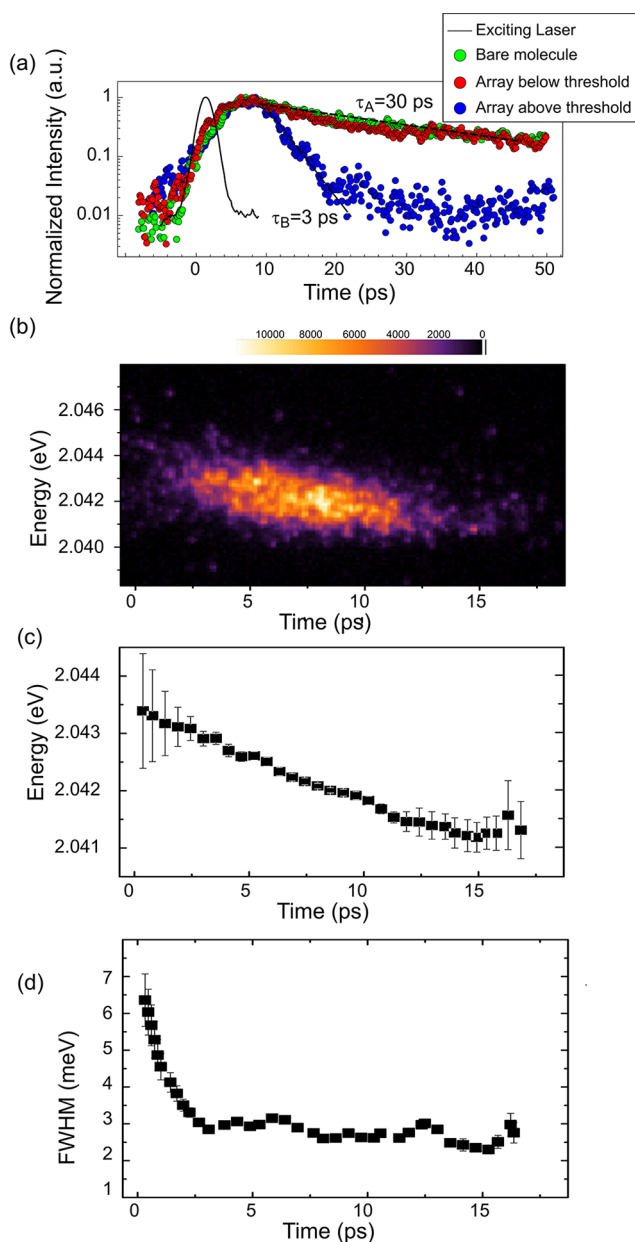 Exciting Laser
Bare molecule
Array below threshold
Array above threshold
(a)
Normalized Intensity (a.u.)
1
0.1
0.01
τA=30 ps
τB=3 ps
0 10 20 30 40 50
Time (ps)
(b)
10000 8000 6000 4000 2000 0
Energy (eV)
2.046
2.044
2.042
2.040
0 5 10 15
Time (ps)
(c)
Energy (eV)
2.044
2.043
2.042
2.041
0 5 10 15
Time (ps)
(d)
FWHM (meV)
7
6
5
4
3
2
1
0 5 10 15
Time (ps)